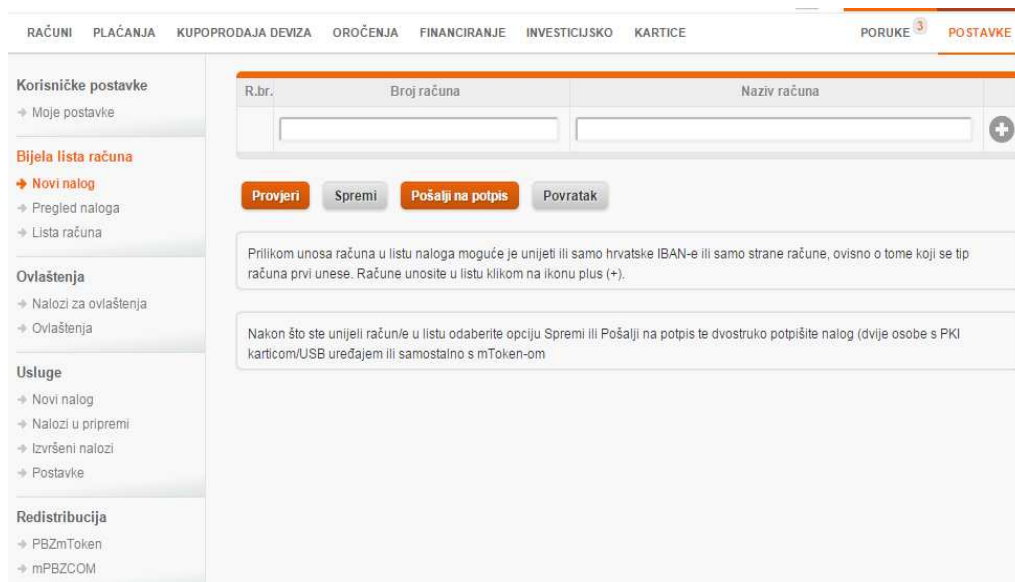 RAČUNI PLAĆANJA KUPOPRODAJA DEVIZA OROČENJA FINANCIRANJE INVESTICIJSKO KARTICE PORUKE 3 POSTAVKE
Korisničke postavke
Moje postavke
Bijela lista računa
Novi nalog
Pregled naloga
Lista računa
Ovlaštenja
Nalozi za ovlaštenja
Ovlaštenja
Usluge
Novi nalog
Nalozi u pripremi
Izvršeni nalozi
Postavke
Redistribucija
PBZmToken
mPBZCOM
R.br. Broj računa Naziv računa
Provjeri Spremi Pošalji na potpis Povratak
Prilikom unosa računa u listu naloga moguće je unijeti ili samo hrvatske IBAN-e ili samo strane račune, ovisno o tome koji se tip
računa prvi unese. Račune unosite u listu klikom na ikonu plus (+).
Nakon što ste unijeli račun/e u listu odaberite opciju Spremi ili Pošalji na potpis te dvostruko potpišite nalog (dvije osobe s PKI
karticom/USB uređajem ili samostalno s mToken-om